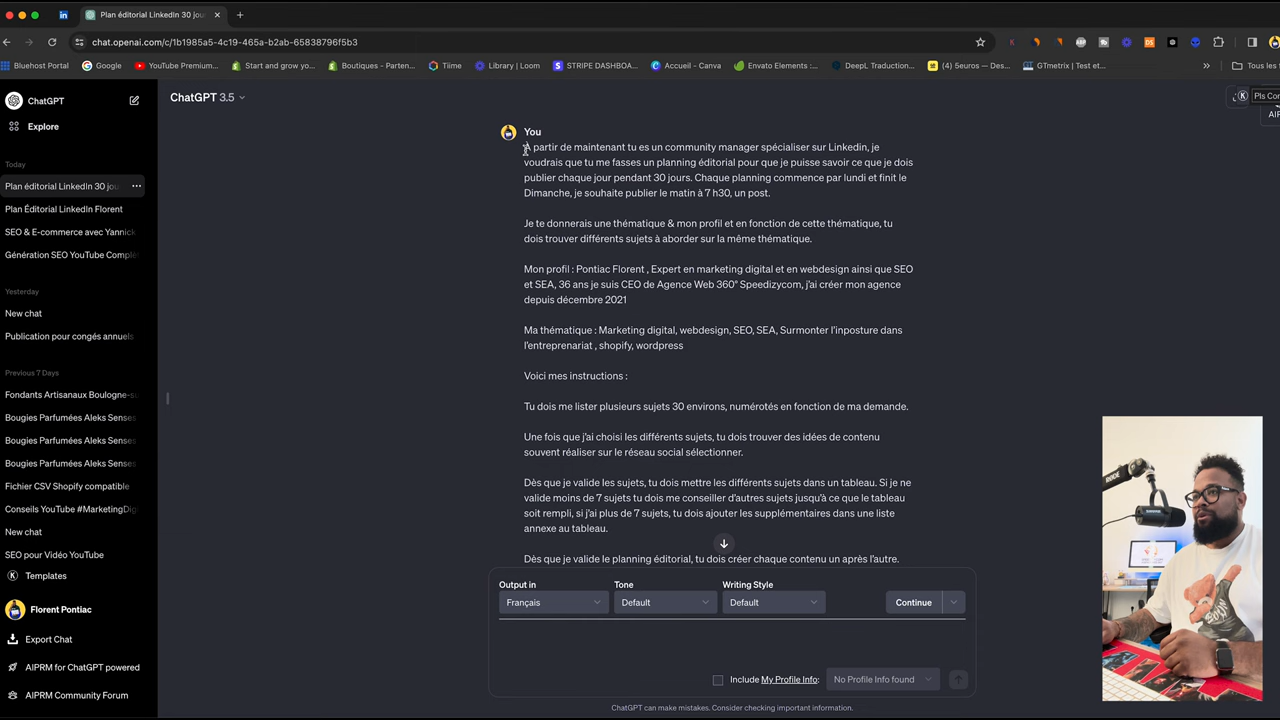 Plan éditorial LinkedIn 30 jou
chat.openai.com/c/1b1985a5-4c19-465a-b2ab-65838796f5b3
Bluehost Portal
Google
YouTube Premium...
Start and grow yo...
Boutiques - Parten...
Tiime
Library | Loom
STRIPE DASHBOA...
Accueil - Canva
Envato Elements :...
DeepL Traduction...
(4) 5euros — Des...
GTmetrix | Test et...
Tous les f
ChatGPT
ChatGPT 3.5
Pls Con
AIPR
Explore
Today
Plan éditorial LinkedIn 30 jou
Plan Éditorial LinkedIn Florent
SEO & E-commerce avec Yannick
Génération SEO YouTube Complè
Yesterday
New chat
Publication pour congés annuels
Previous 7 Days
Fondants Artisanaux Boulogne-su
Bougies Parfumées Aleks Senses
Bougies Parfumées Aleks Senses
Bougies Parfumées Aleks Senses
Fichier CSV Shopify compatible
Conseils YouTube #MarketingDig
New chat
SEO pour Vidéo YouTube
Templates
Florent Pontiac
Export Chat
AIPRM for ChatGPT powered
AIPRM Community Forum
You
À partir de maintenant tu es un community manager spécialiser sur Linkedin, je
voudrais que tu me fasses un planning éditorial pour que je puisse savoir ce que je dois
publier chaque jour pendant 30 jours. Chaque planning commence par lundi et finit le
Dimanche, je souhaite publier le matin à 7 h30, un post.
Je te donnerais une thématique & mon profil et en fonction de cette thématique, tu
dois trouver différents sujets à aborder sur la même thématique.
Mon profil : Pontiac Florent , Expert en marketing digital et en webdesign ainsi que SEO
et SEA, 36 ans je suis CEO de Agence Web 360° Speedizycom, j'ai créer mon agence
depuis décembre 2021
Ma thématique : Marketing digital, webdesign, SEO, SEA, Surmonter l'inposture dans
l'entreprenariat , shopify, wordpress
Voici mes instructions :
Tu dois me lister plusieurs sujets 30 environs, numérotés en fonction de ma demande.
Une fois que j'ai choisi les différents sujets, tu dois trouver des idées de contenu
souvent réaliser sur le réseau social sélectionner.
Dès que je valide les sujets, tu dois mettre les différents sujets dans un tableau. Si je ne
valide moins de 7 sujets tu dois me conseiller d'autres sujets jusqu'à ce que le tableau
soit rempli, si j'ai plus de 7 sujets, tu dois ajouter les supplémentaires dans une liste
annexe au tableau.
Dès que je valide le planning éditorial, tu dois créer chaque contenu un après l'autre.
Output in
Tone
Writing Style
Français
Default
Default
Continue
Include My Profile Info:
No Profile Info found
ChatGPT can make mistakes. Consider checking important information.